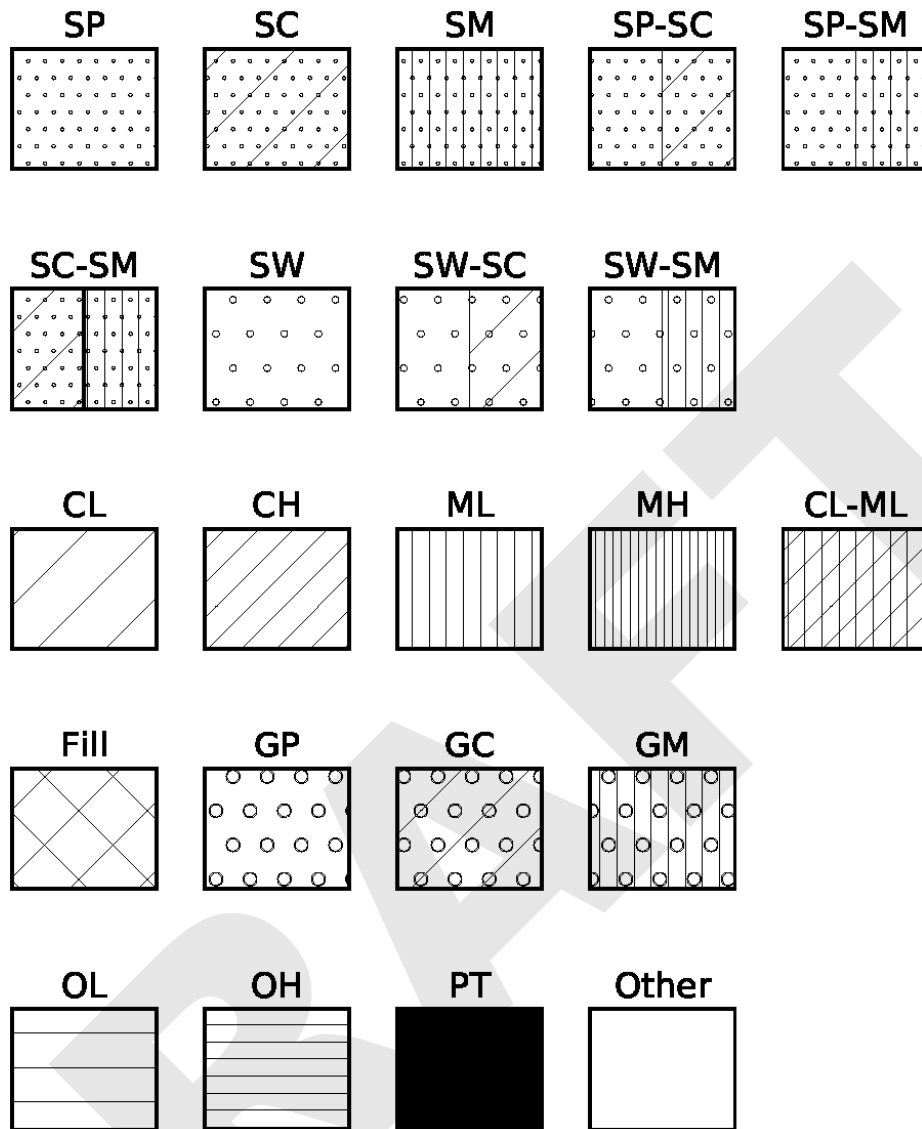 SP SC SM SP-SC SP-SM
SC-SM SW SW-SC SW-SM
CL CH ML MH CL-ML
Fill GP GC GM
OL OH PT Other
RAFT